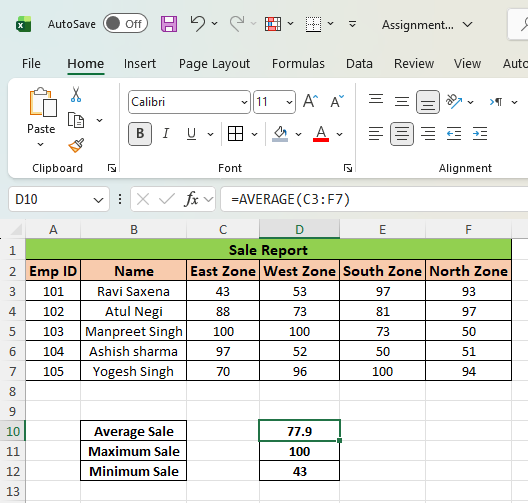 AutoSave Off Assignment...
File Home Insert Page Layout Formulas Data Review View Auto
Calibri 11 A A
Paste B I U A
Clipboard Font Alignment
D10 fx =AVERAGE(C3:F7)
A B C D E F
1 Sale Report
2 Emp ID Name East Zone West Zone South Zone North Zone
3 101 Ravi Saxena 43 53 97 93
4 102 Atul Negi 88 73 81 97
5 103 Manpreet Singh 100 100 73 50
6 104 Ashish sharma 97 52 50 51
7 105 Yogesh Singh 70 96 100 94
8
9
10 Average Sale 77.9
11 Maximum Sale 100
12 Minimum Sale 43
13